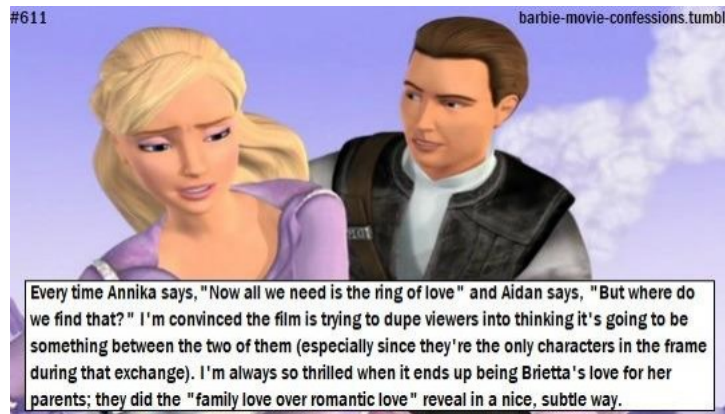 #611
barbie-movie-confessions.tumbl
Every time Annika says, "Now all we need is the ring of love" and Aidan says, "But where do
we find that?" I'm convinced the film is trying to dupe viewers into thinking it's going to be
something between the two of them (especially since they're the only characters in the frame
during that exchange). I'm always so thrilled when it ends up being Brietta's love for her
parents; they did the "family love over romantic love" reveal in a nice, subtle way.